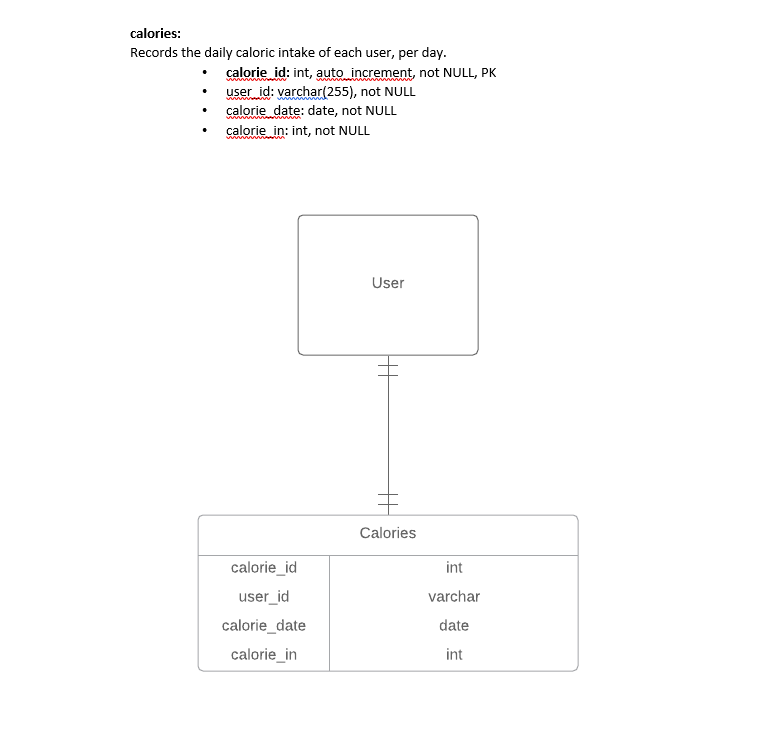 calories:
Records the daily caloric intake of each user, per day.
• calorie_id: int, auto_increment, not NULL, PK
• user_id: varchar(255), not NULL
• calorie_date: date, not NULL
• calorie_in: int, not NULL
User
Calories
calorie_id int
user_id varchar
calorie_date date
calorie_in int